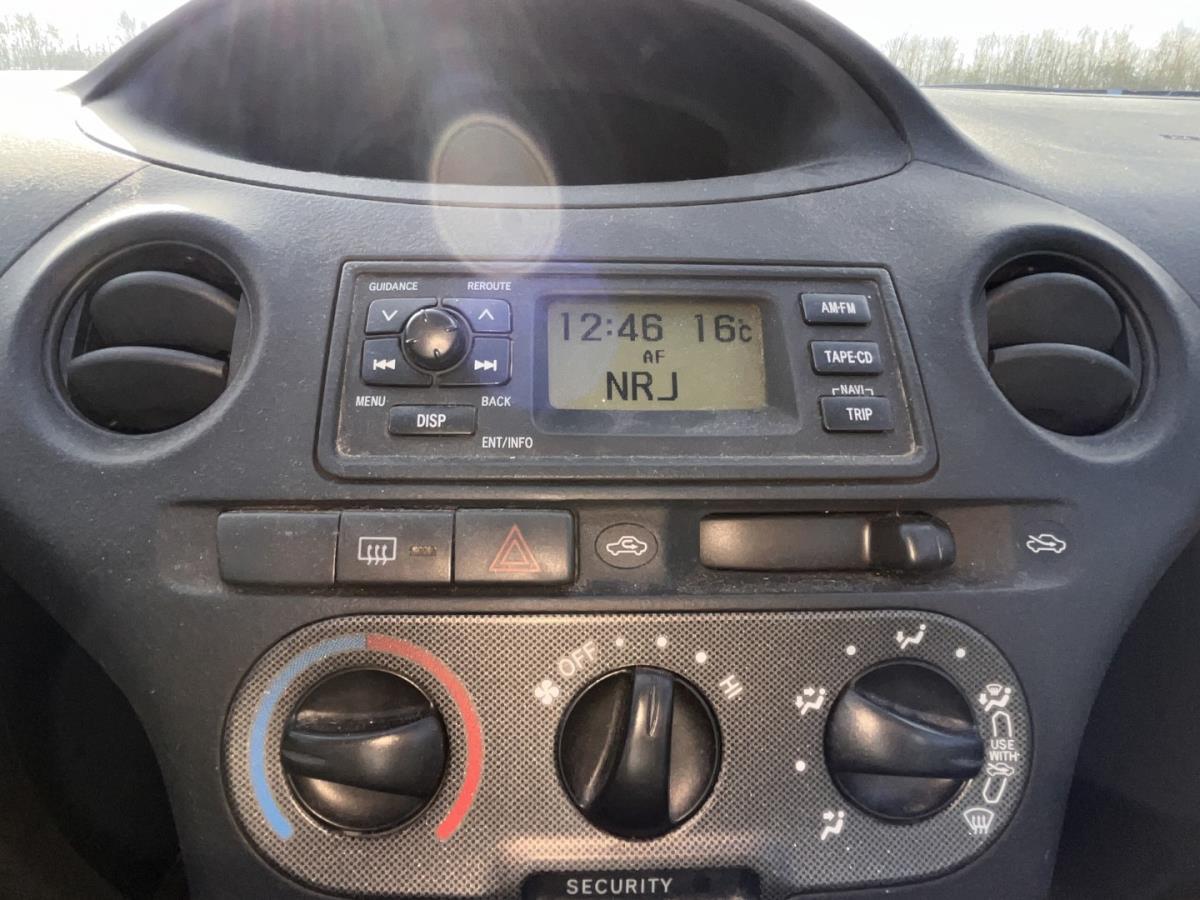 GUIDANCE REROUTE
12:46 16°c
AF
NRJ
AM·FM
TAPE·CD
NAVI
TRIP
MENU BACK
DISP
ENT/INFO
OFF
HI
USE
WITH
SECURITY